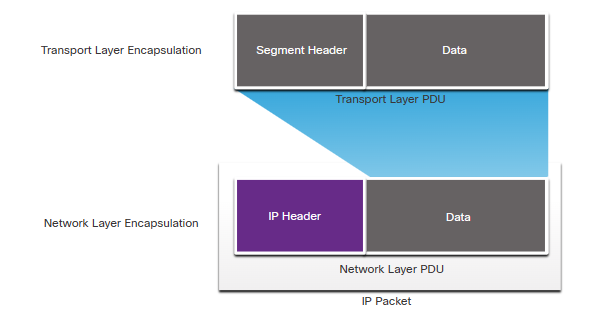 Transport Layer Encapsulation
Segment Header
Data
Transport Layer PDU
Network Layer Encapsulation
IP Header
Data
Network Layer PDU
IP Packet